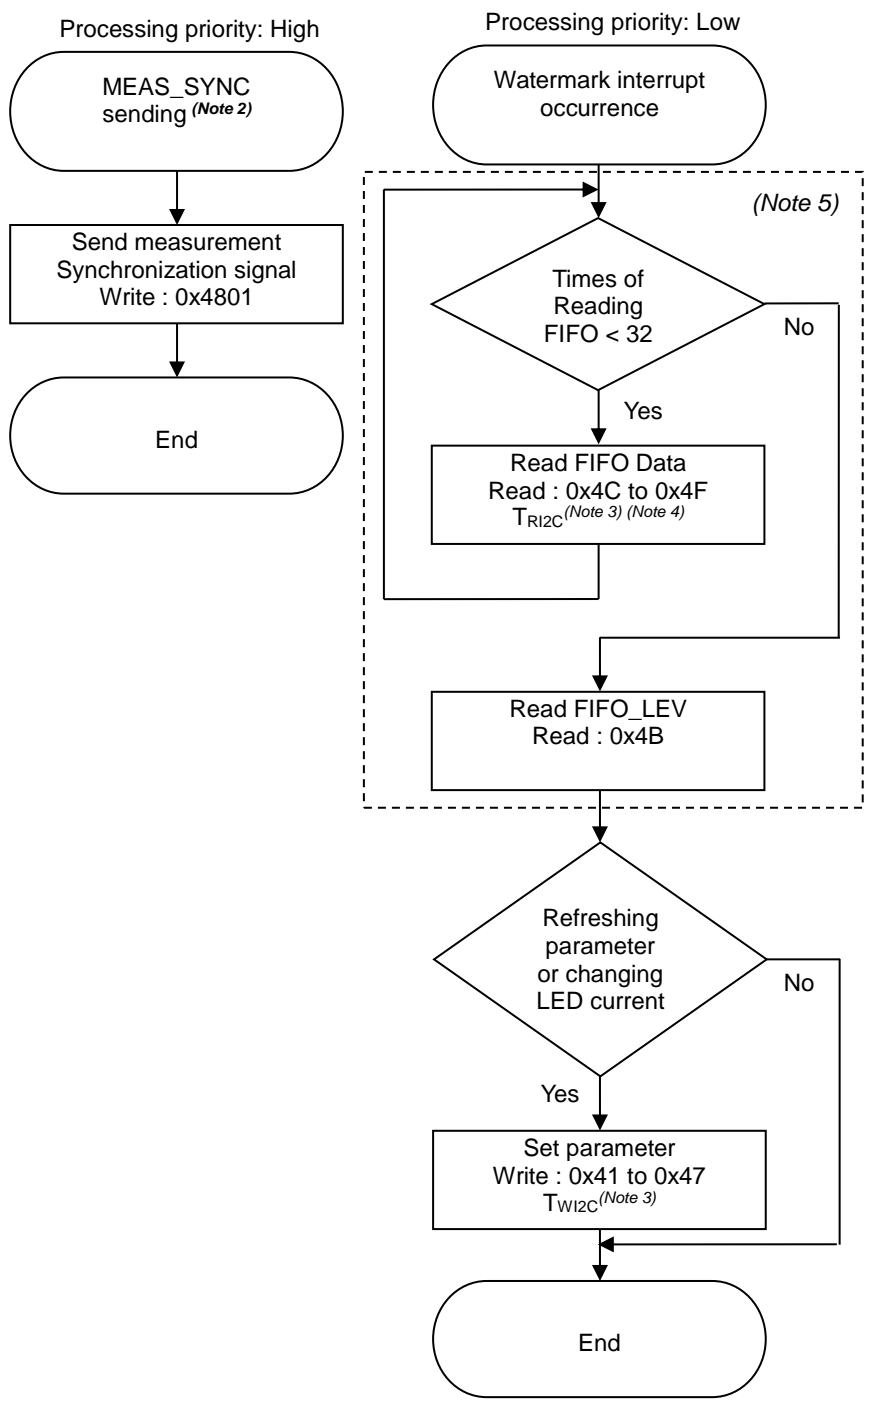 Processing priority: High
MEAS_SYNC
sending (Note 2)
Send measurement
Synchronization signal
Write : 0x4801
End
Processing priority: Low
Watermark interrupt
occurrence
(Note 5)
Times of
Reading
FIFO < 32
No
Yes
Read FIFO Data
Read : 0x4C to 0x4F
TRI2C(Note 3) (Note 4)
Read FIFO_LEV
Read : 0x4B
Refreshing
parameter
or changing
LED current
No
Yes
Set parameter
Write : 0x41 to 0x47
TWI2C(Note 3)
End